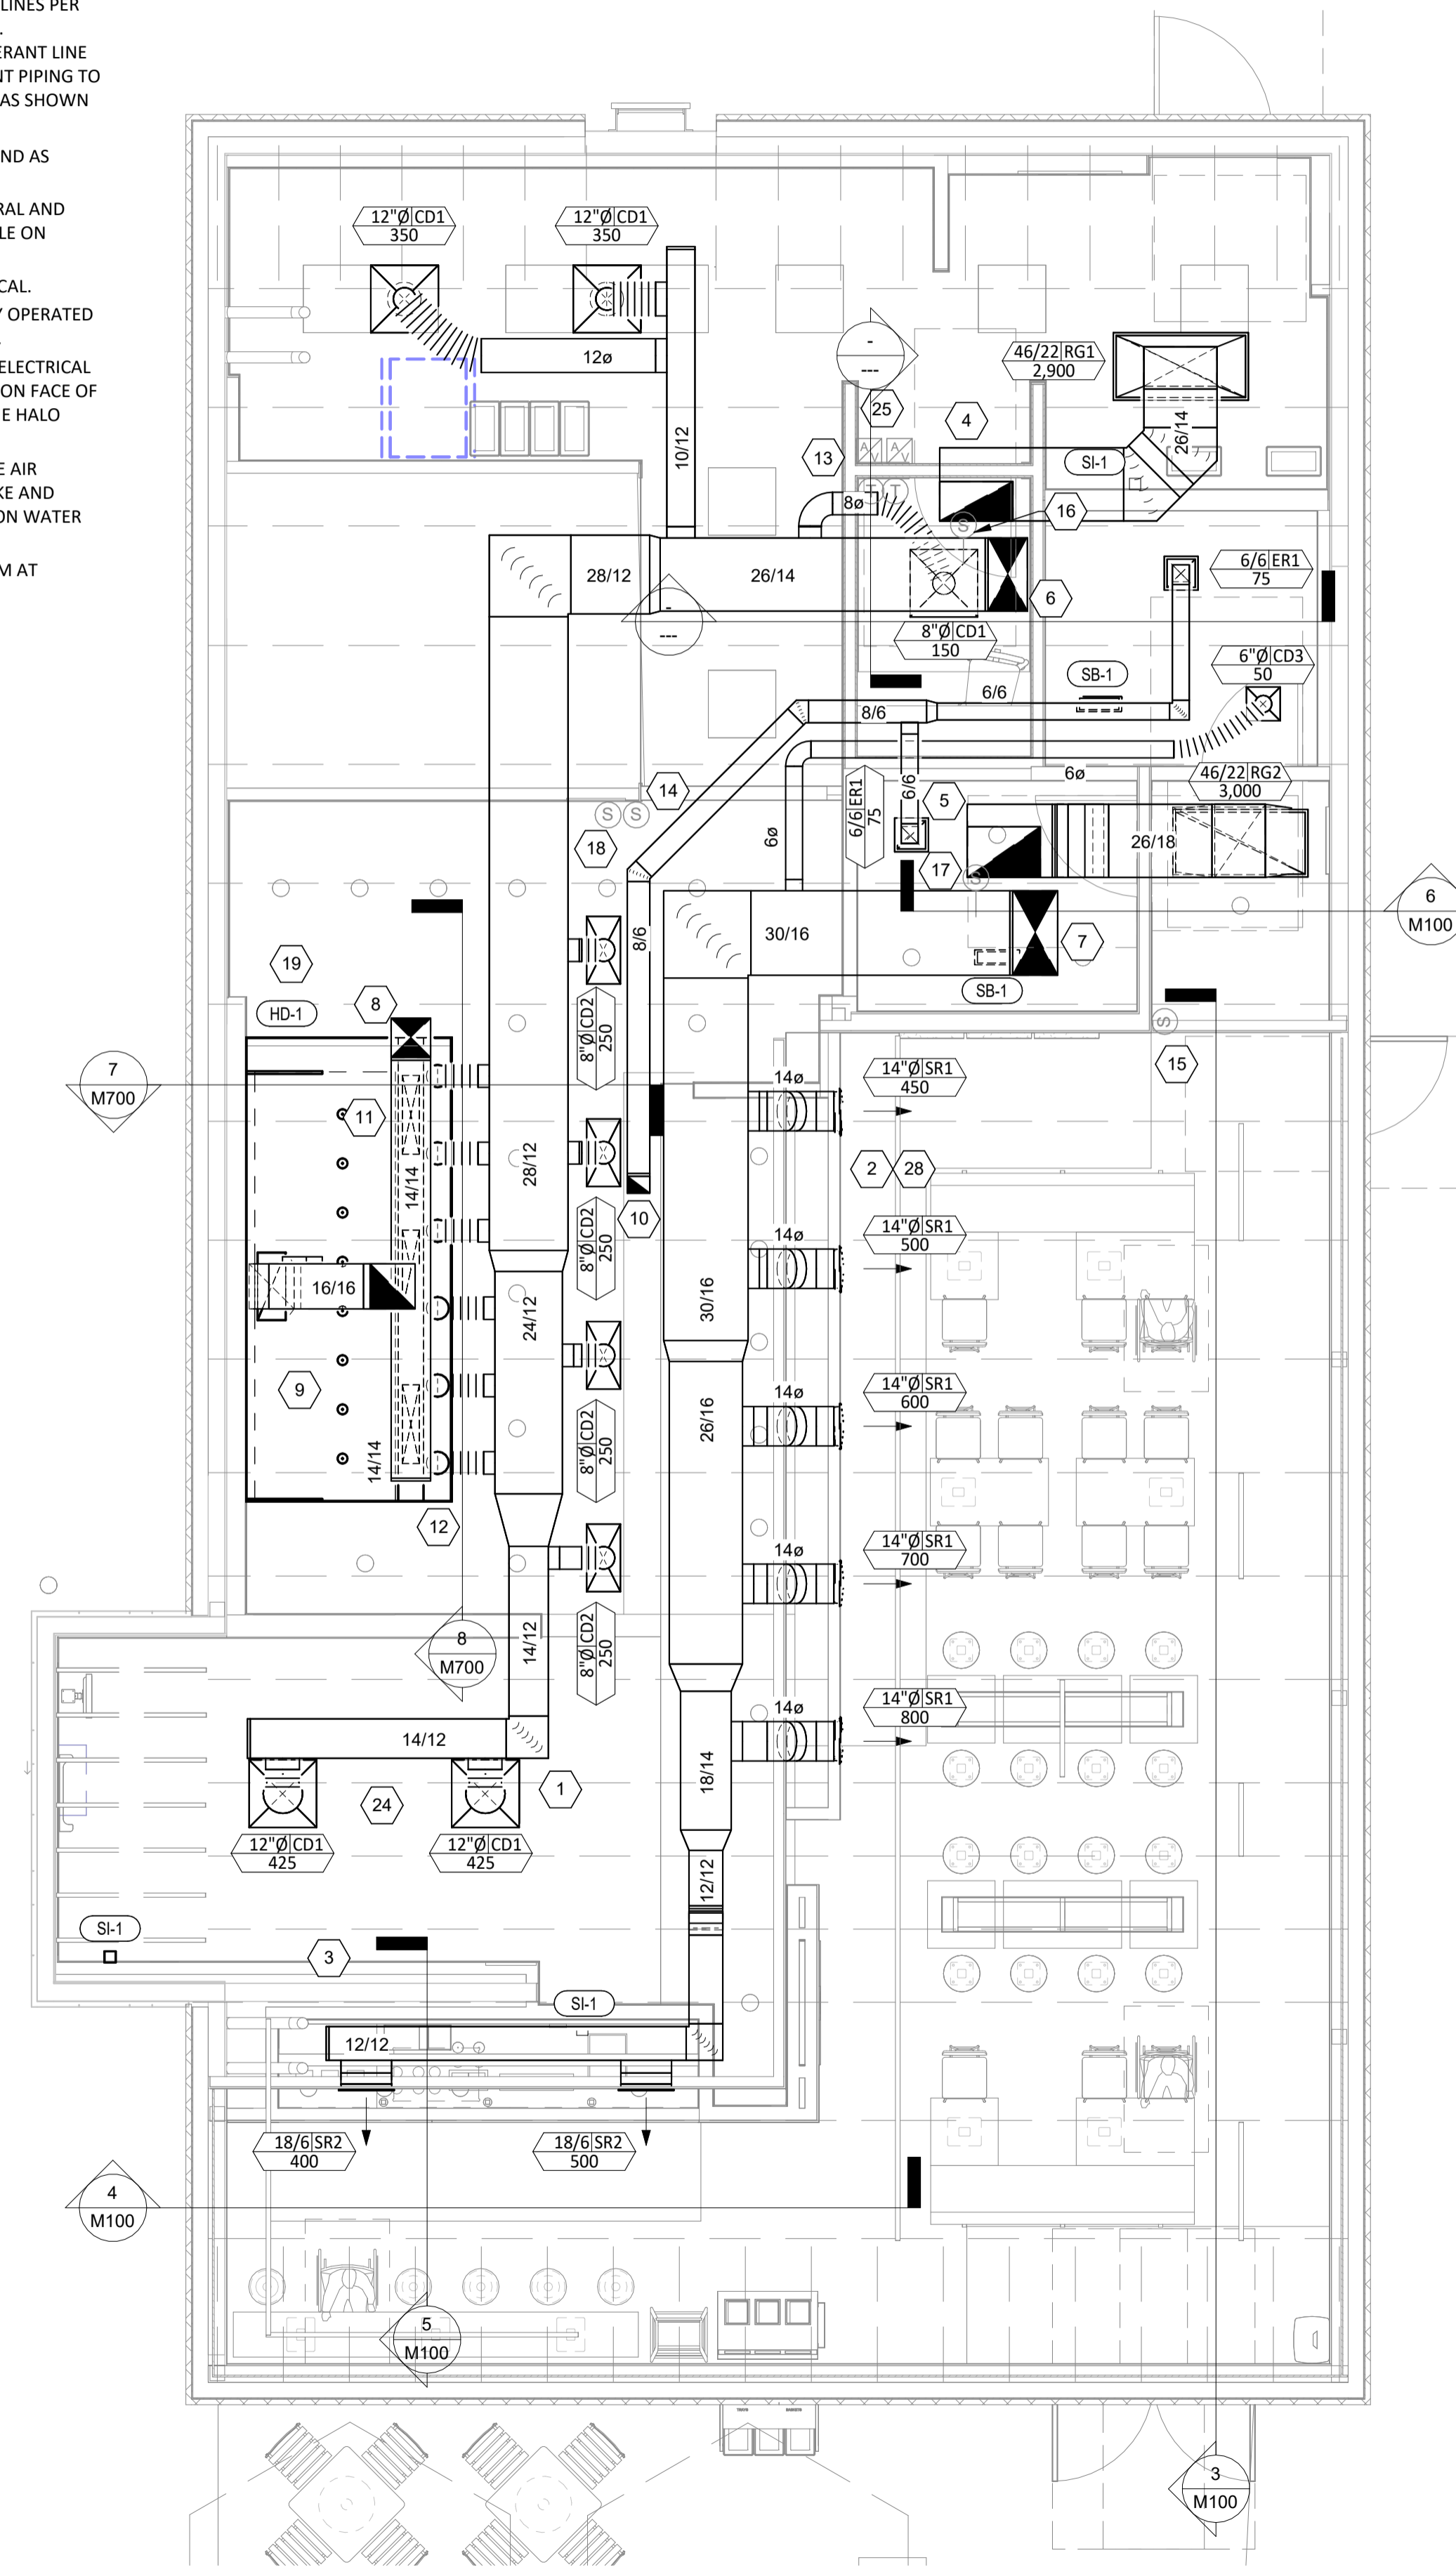 LINES PER
.
ERANT LINE
NT PIPING TO
AS SHOWN
ND AS
RAL AND
LE ON
CAL.
Y OPERATED
.
ELECTRICAL
ON FACE OF
E HALO
E AIR
KE AND
ON WATER
M AT
12"Ø CD1
350
12"Ø CD1
350
12ø
10/12
-
---
25
46/22 RG1
2,900
4
26/14
SI-1
13
A/V
A/V
T
T
8ø
S
16
28/12
26/14
6
6/6 ER1
75
-
---
8"Ø CD1
150
6"Ø CD3
50
SB-1
6/6
8/6
6/6
6ø
46/22 RG2
3,000
14
S
S
18
6ø
6/6 ER1
75
5
26/18
17
S
6
M100
8/6
30/16
7
SB-1
19
HD-1
8
8"Ø CD2
250
S
15
7
M700
11
14/14
28/12
14ø
14"Ø SR1
450
2
28
8"Ø CD2
250
10
14ø
14"Ø SR1
500
16/16
24/12
30/16
9
14/14
26/16
14ø
14"Ø SR1
600
8"Ø CD2
250
12
14ø
14"Ø SR1
700
8
M700
14/12
8"Ø CD2
250
14ø
14"Ø SR1
800
14/12
18/14
24
1
12"Ø CD1
425
12"Ø CD1
425
12/12
SI-1
3
SI-1
12/12
18/6 SR2
400
18/6 SR2
500
4
M100
5
M100
TRAYS
BASKETS
3
M100